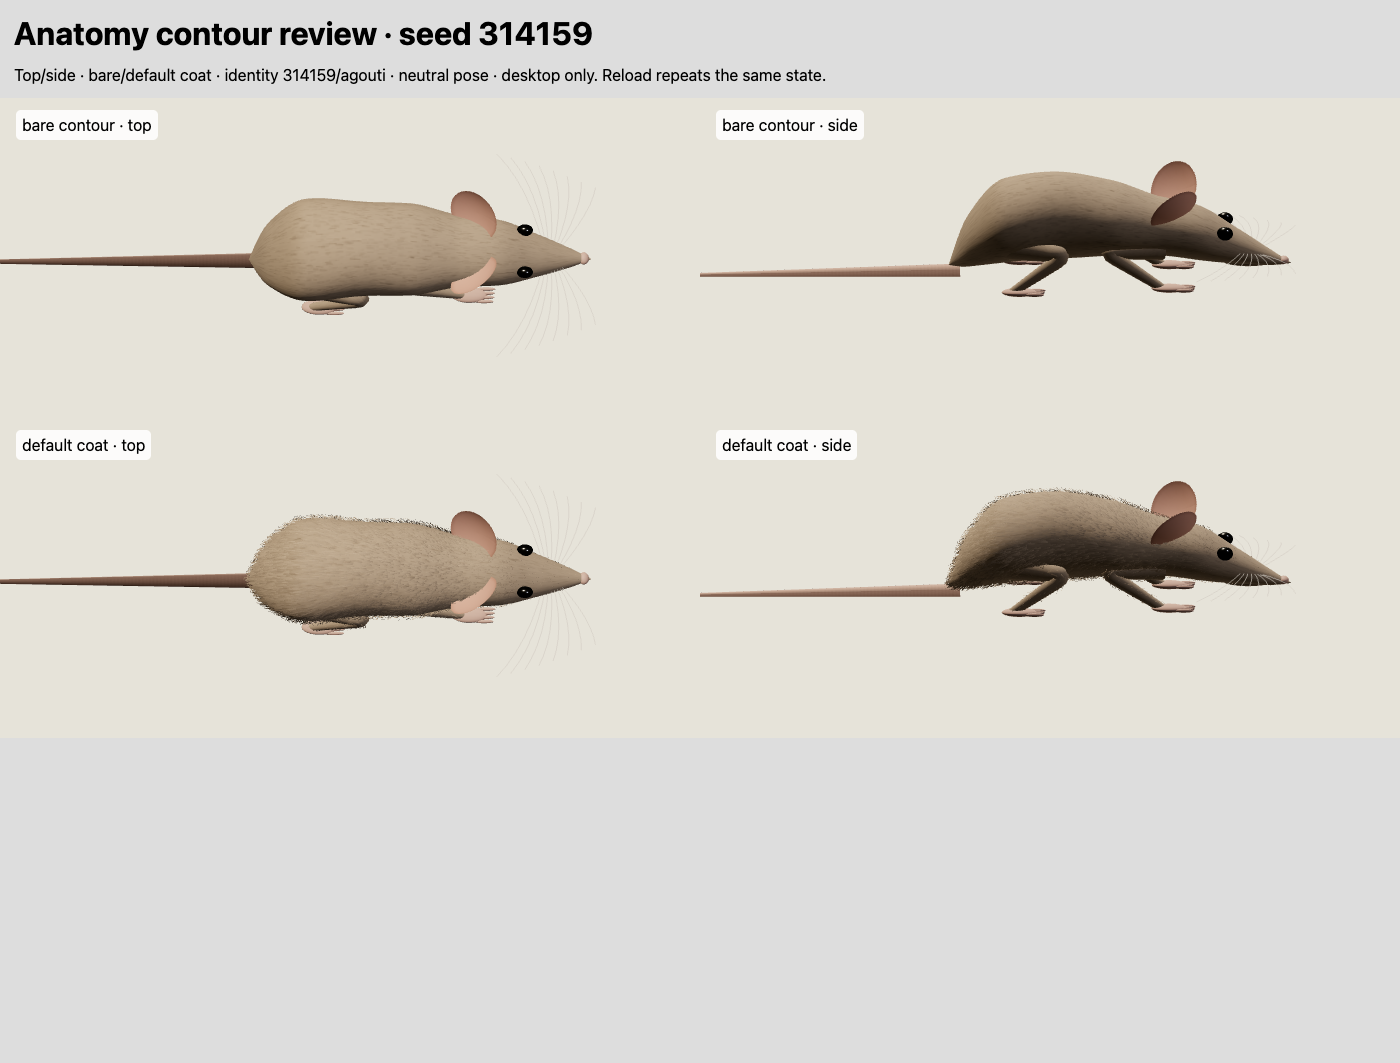 Anatomy contour review · seed 314159
Top/side · bare/default coat · identity 314159/agouti · neutral pose · desktop only. Reload repeats the same state.
bare contour · top
bare contour · side
default coat · top
default coat · side